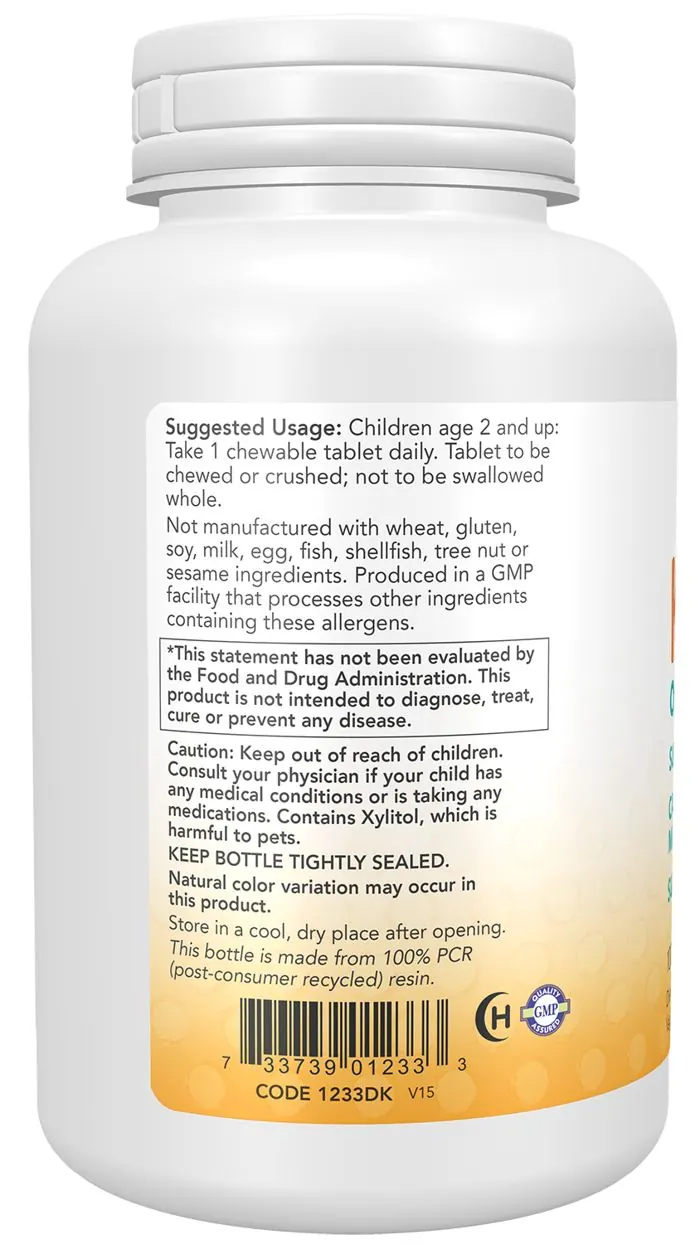 Suggested Usage: Children age 2 and up:
Take 1 chewable tablet daily. Tablet to be
chewed or crushed; not to be swallowed
whole.
Not manufactured with wheat, gluten,
soy, milk, egg, fish, shellfish, tree nut or
sesame ingredients. Produced in a GMP
facility that processes other ingredients
containing these allergens.
*This statement has not been evaluated by
the Food and Drug Administration. This
product is not intended to diagnose, treat,
cure or prevent any disease.
Caution: Keep out of reach of children.
Consult your physician if your child has
any medical conditions or is taking any
medications. Contains Xylitol, which is
harmful to pets.
KEEP BOTTLE TIGHTLY SEALED.
Natural color variation may occur in
this product.
Store in a cool, dry place after opening.
This bottle is made from 100% PCR
(post-consumer recycled) resin.
H
QUALITY
GMP
ASSURED
7 33739 01233 3
CODE 1233DK V15